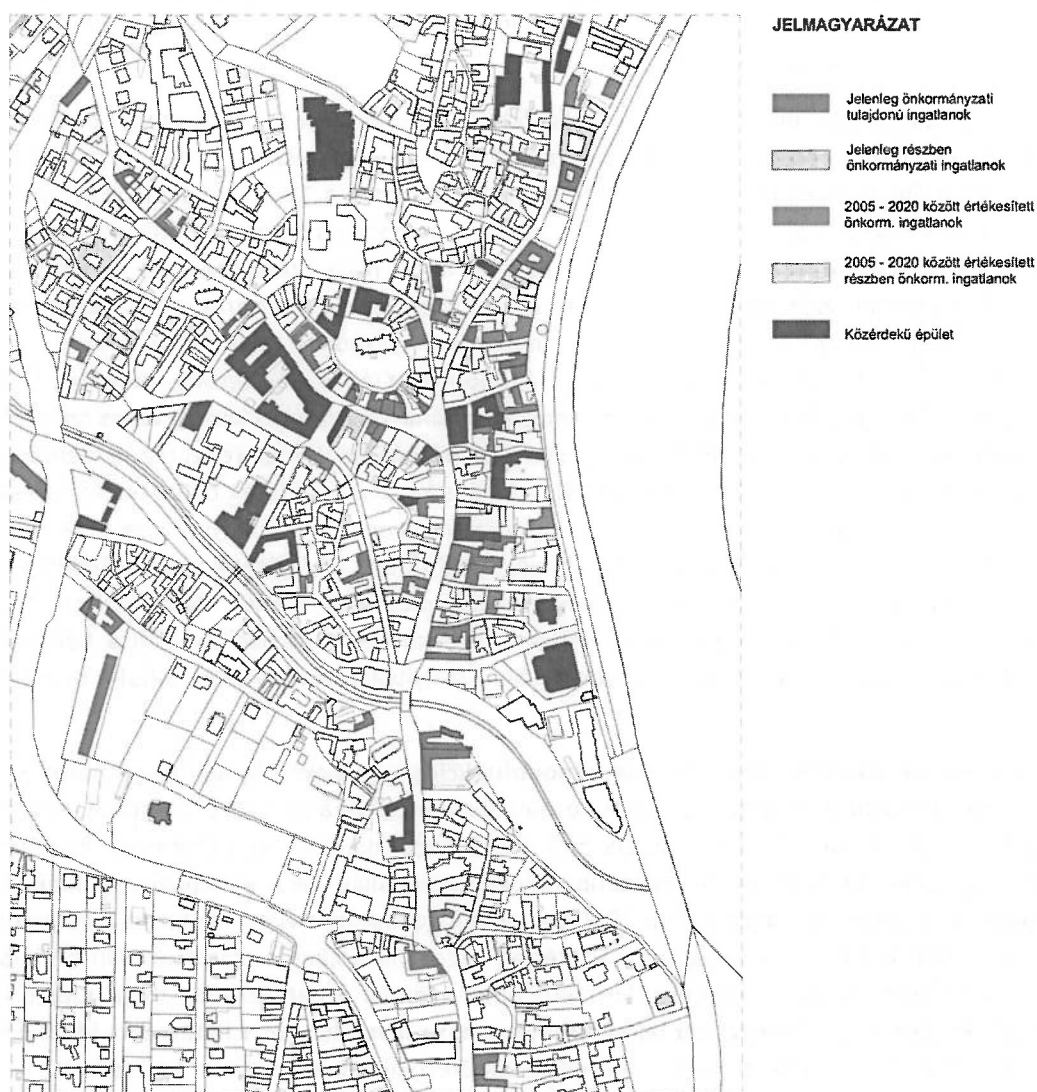 JELMAGYARÁZAT
Jelenleg önkormányzati
tulajdonú ingatlanok
Jelenleg részben
önkormányzati ingatlanok
2005 - 2020 között értékesített
önkorm. ingatlanok
2005 - 2020 között értékesített
részben önkorm. ingatlanok
Közérdekű épület